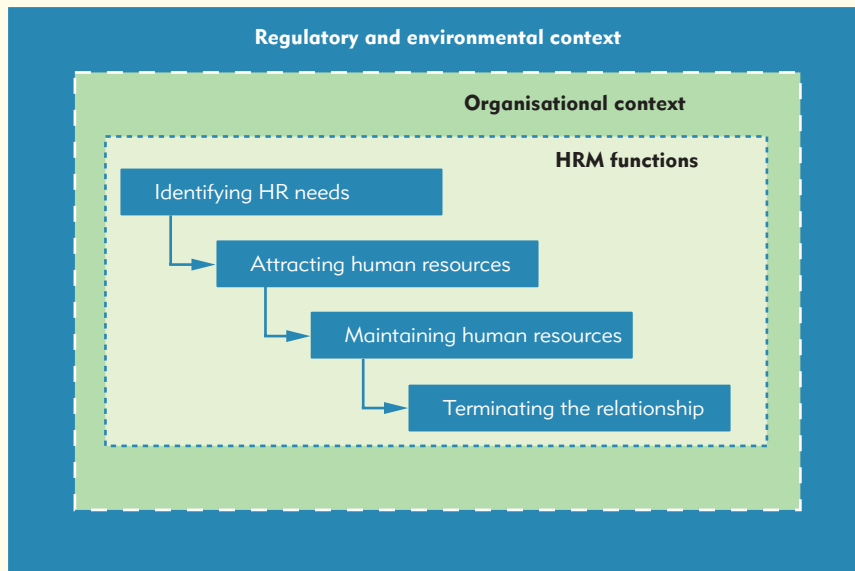 Regulatory and environmental context
Organisational context
HRM functions
Identifying HR needs
Attracting human resources
Maintaining human resources
Terminating the relationship